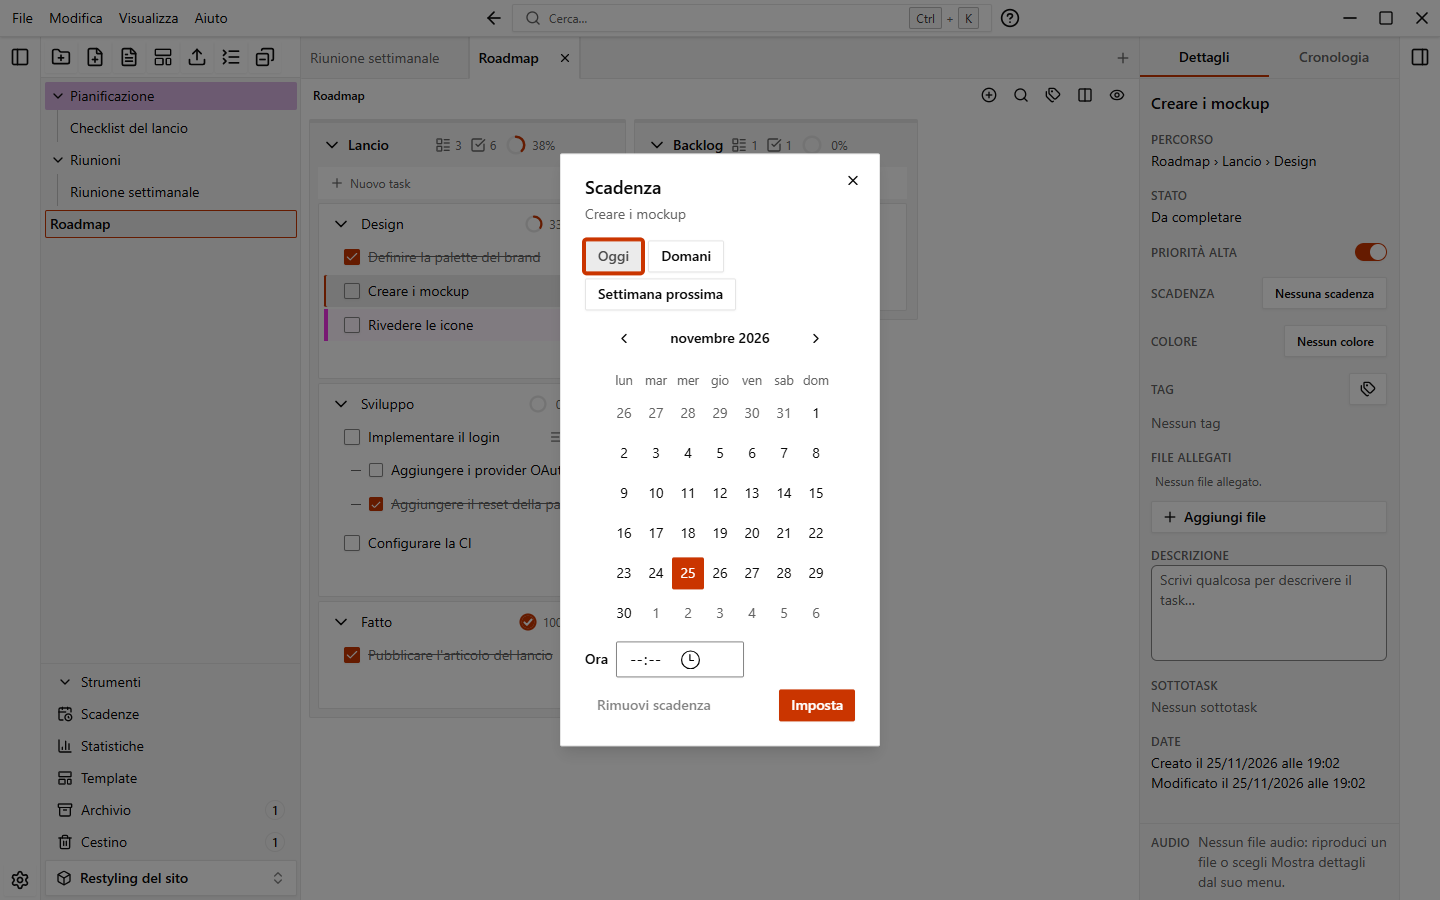 File Modifica Visualizza Aiuto
Cerca... Ctrl + K
Riunione settimanale
Roadmap
Dettagli
Cronologia
Pianificazione
Checklist del lancio
Riunioni
Riunione settimanale
Roadmap
Strumenti
Scadenze
Statistiche
Template
Archivio 1
Cestino 1
Restyling del sito
Roadmap
Lancio 3 6 38%
Nuovo task
Design
Definire la palette del brand
Creare i mockup
Rivedere le icone
Sviluppo
Implementare il login
Aggiungere i provider
Aggiungere il reset della
Configurare la CI
Fatto
Pubblicare l'articolo del lancio
Backlog 1 1 0%
Scadenza
Creare i mockup
Oggi Domani
Settimana prossima
novembre 2026
lun mar mer gio ven sab dom
26 27 28 29 30 31 1
2 3 4 5 6 7 8
9 10 11 12 13 14 15
16 17 18 19 20 21 22
23 24 25 26 27 28 29
30 1 2 3 4 5 6
Ora --:--
Rimuovi scadenza Imposta
Creare i mockup
PERCORSO
Roadmap › Lancio › Design
STATO
Da completare
PRIORITÀ ALTA
SCADENZA Nessuna scadenza
COLORE Nessun colore
TAG
Nessun tag
FILE ALLEGATI
Nessun file allegato.
Aggiungi file
DESCRIZIONE
Scrivi qualcosa per descrivere il
task...
SOTTOTASK
Nessun sottotask
DATE
Creato il 25/11/2026 alle 19:02
Modificato il 25/11/2026 alle 19:02
AUDIO Nessun file audio: riproduci un
file o scegli Mostra dettagli
dal suo menu.